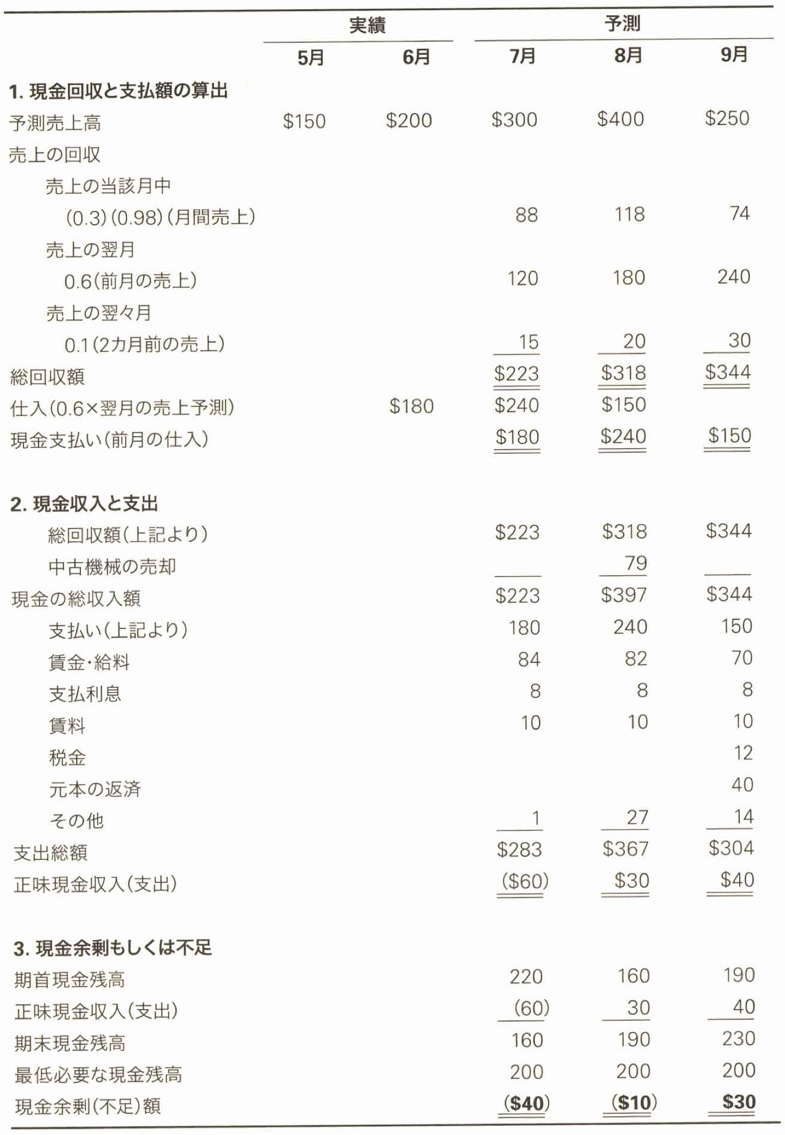 実績 予測
5月 6月 7月 8月 9月
1. 現金回収と支払額の算出
予測売上高 $150 $200 $300 $400 $250
売上の回収
売上の当該月中
(0.3)(0.98)(月間売上) 88 118 74
売上の翌月
0.6(前月の売上) 120 180 240
売上の翌々月
0.1(2カ月前の売上) 15 20 30
総回収額 $223 $318 $344
仕入(0.6×翌月の売上予測) $180 $240 $150
現金支払い(前月の仕入) $180 $240 $150
2. 現金収入と支出
総回収額(上記より) $223 $318 $344
中古機械の売却 79
現金の総収入額 $223 $397 $344
支払い(上記より) 180 240 150
賃金・給料 84 82 70
支払利息 8 8 8
賃料 10 10 10
税金 12
元本の返済 40
その他 1 27 14
支出総額 $283 $367 $304
正味現金収入(支出) ($60) $30 $40
3. 現金余剰もしくは不足
期首現金残高 220 160 190
正味現金収入(支出) (60) 30 40
期末現金残高 160 190 230
最低必要な現金残高 200 200 200
現金余剰(不足)額 ($40) ($10) $30